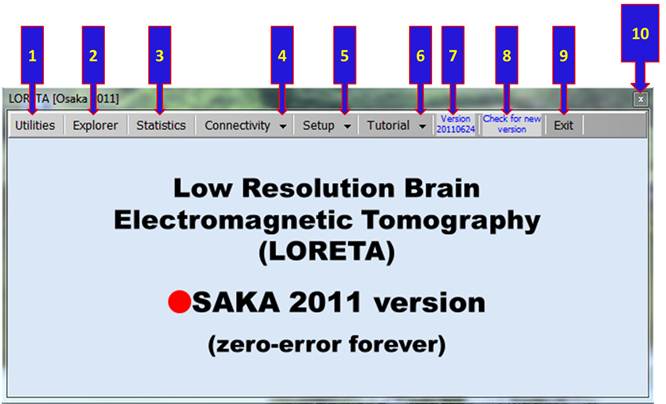 1 2 3 4 5 6 7 8 9 10
LORETA [Osaka 2011] x
Utilities Explorer Statistics Connectivity Setup Tutorial Version 20110624 Check for new version Exit
Low Resolution Brain
Electromagnetic Tomography
(LORETA)
SAKA 2011 version
(zero-error forever)